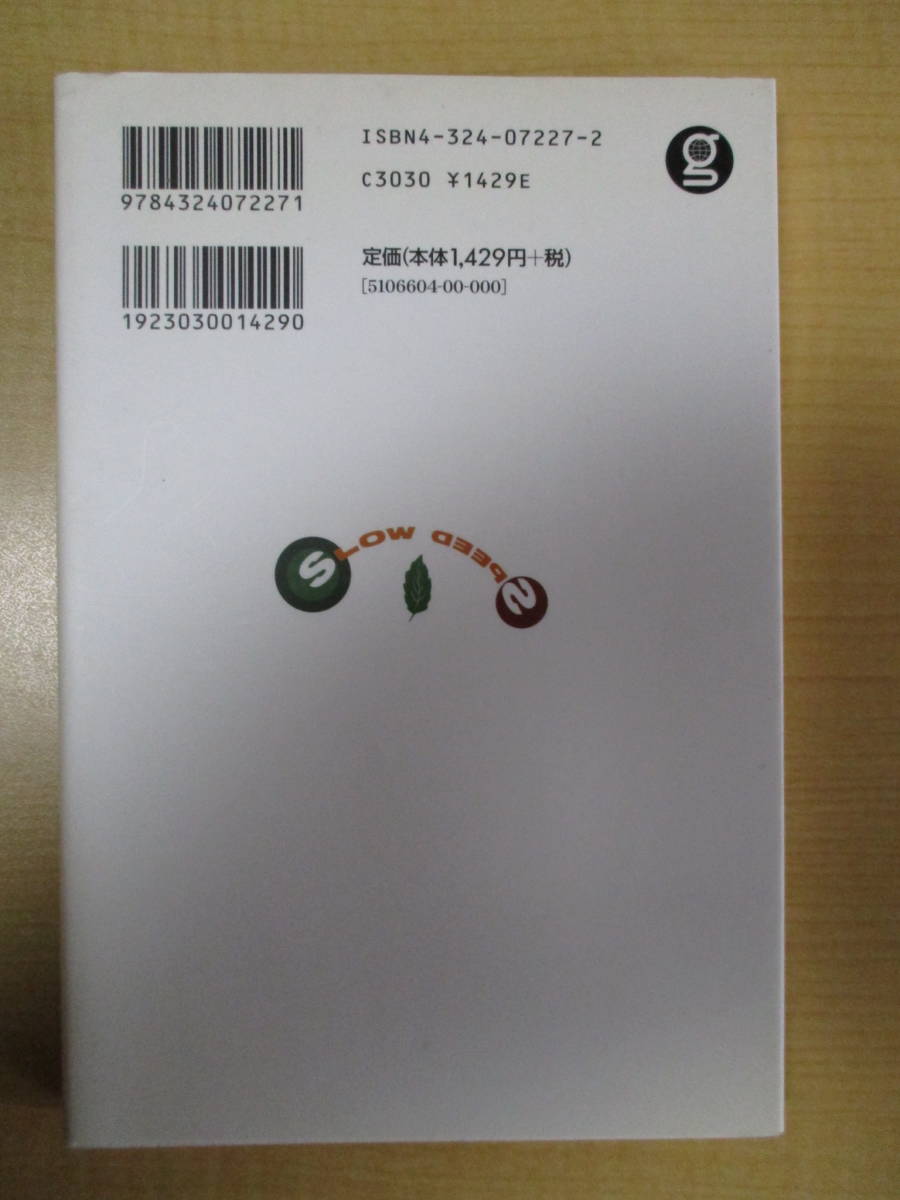 ISBN4-324-07227-2
C3030 ¥1429E
9784324072271
定価(本体1,429円+税)
[5106604-00-000]
1923030014290
g
SLOW SPEED